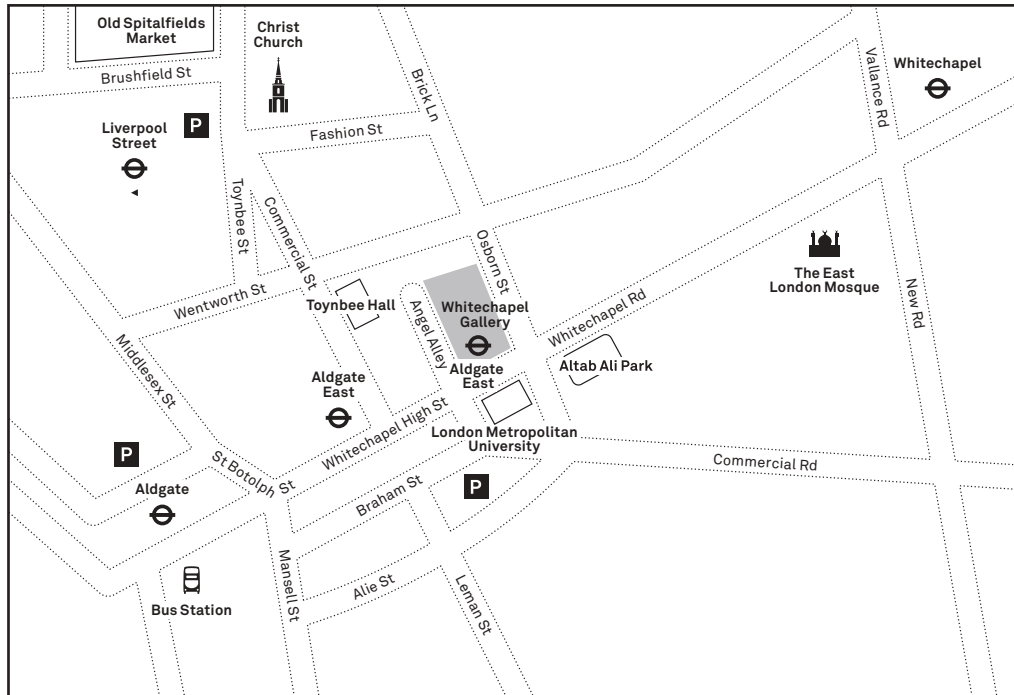 Old Spitalfields
Market
Christ
Church
Brushfield St
Brick Ln
Vallance Rd
Whitechapel
Liverpool
Street
P
Fashion St
Toynbee St
Commercial St
Osborn St
The East
London Mosque
New Rd
Wentworth St
Toynbee Hall
Angel Alley
Whitechapel
Gallery
Whitechapel Rd
Middlesex St
Aldgate
East
Aldgate
East
Altab Ali Park
Whitechapel High St
London Metropolitan
University
P
St Botolph St
Commercial Rd
Aldgate
Braham St
P
Mansell St
Alie St
Leman St
Bus Station